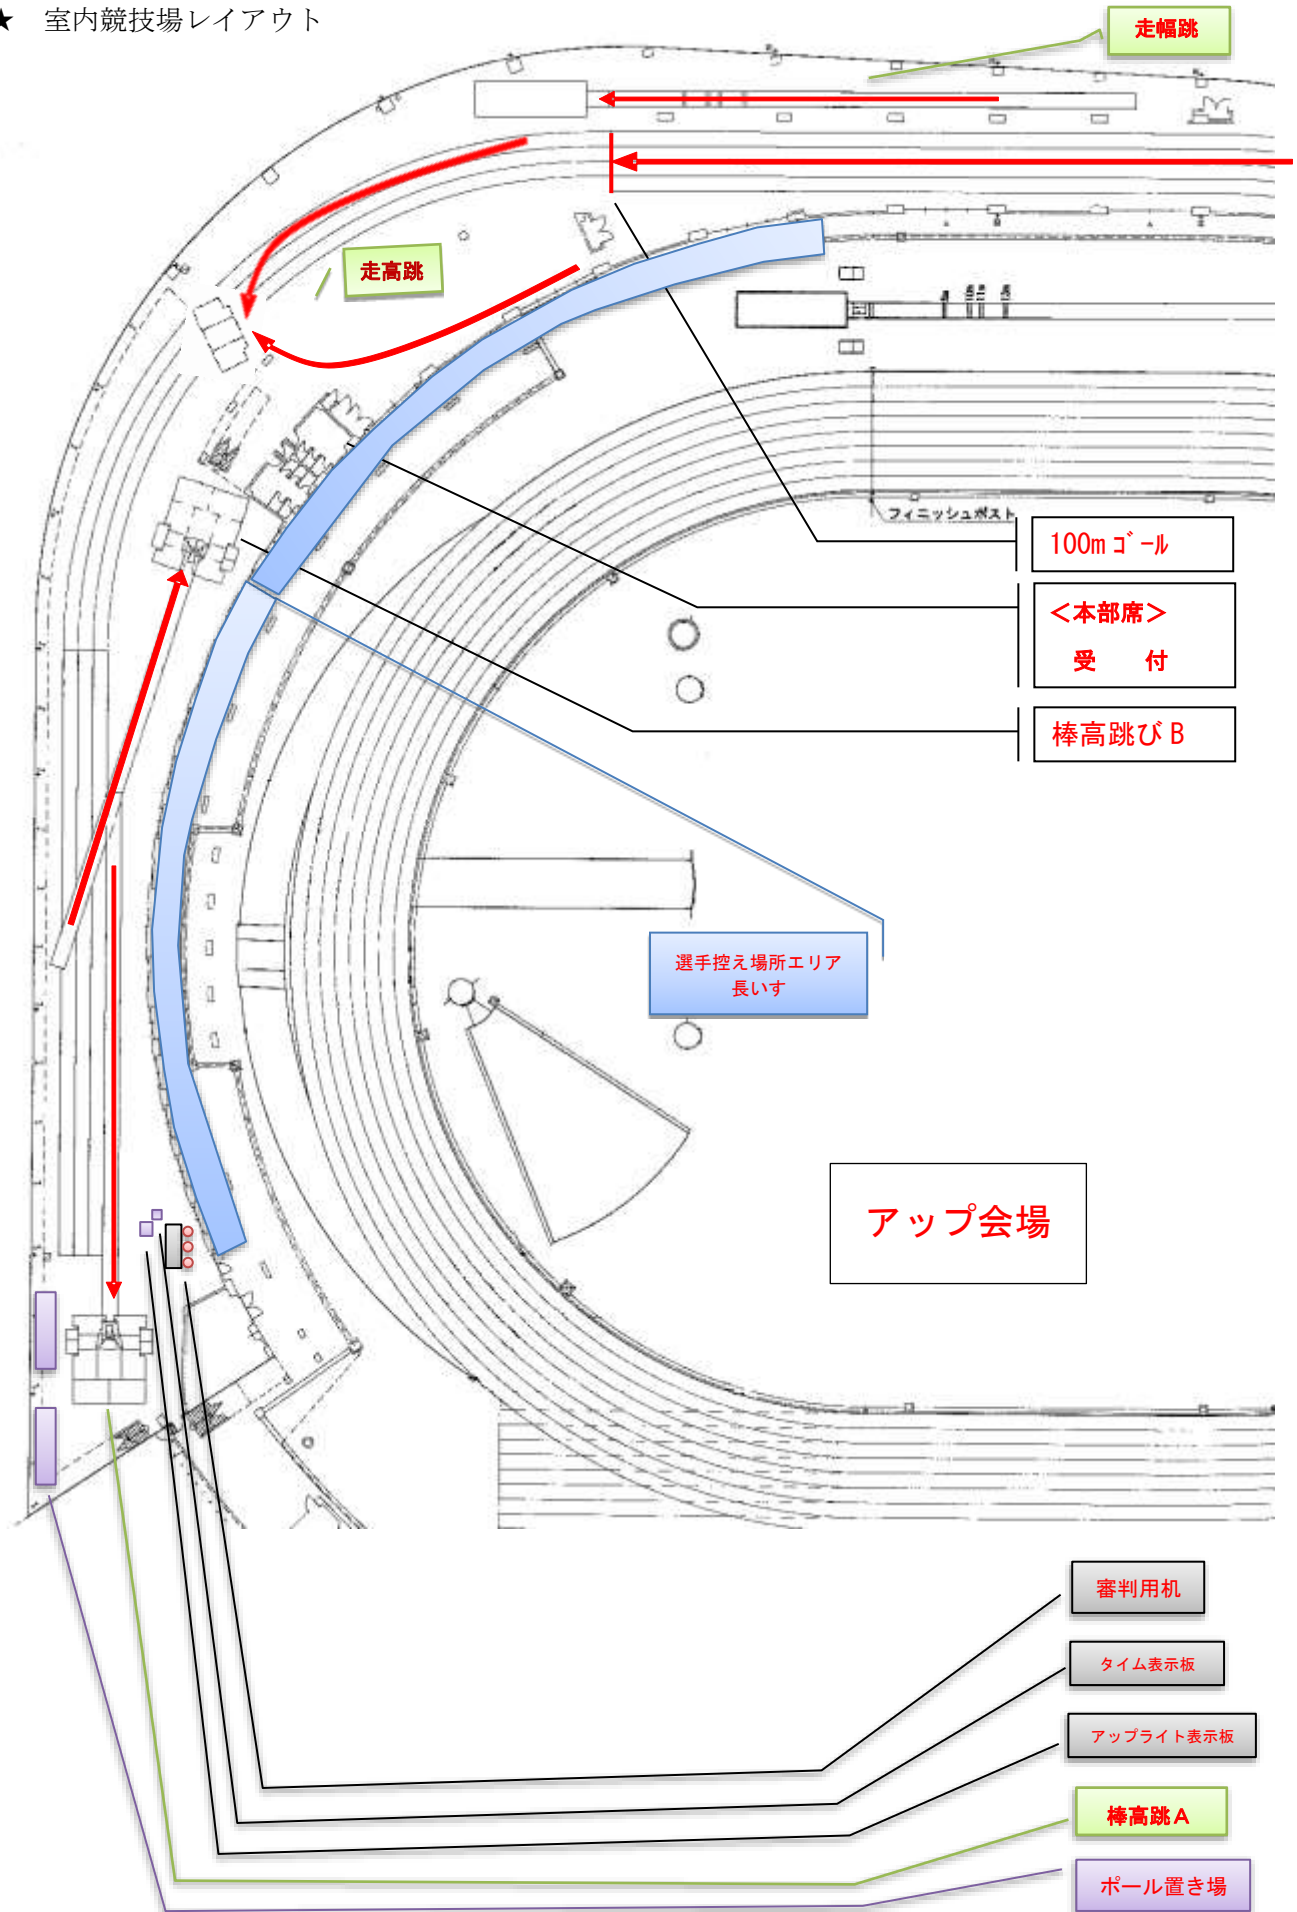 ★ 室内競技場レイアウト
走幅跳
走高跳
フィニッシュポスト
100mゴール
＜本部席＞
受 付
棒高跳びB
選手控え場所エリア
長いす
アップ会場
審判用机
タイム表示板
アップライト表示板
棒高跳A
ポール置き場